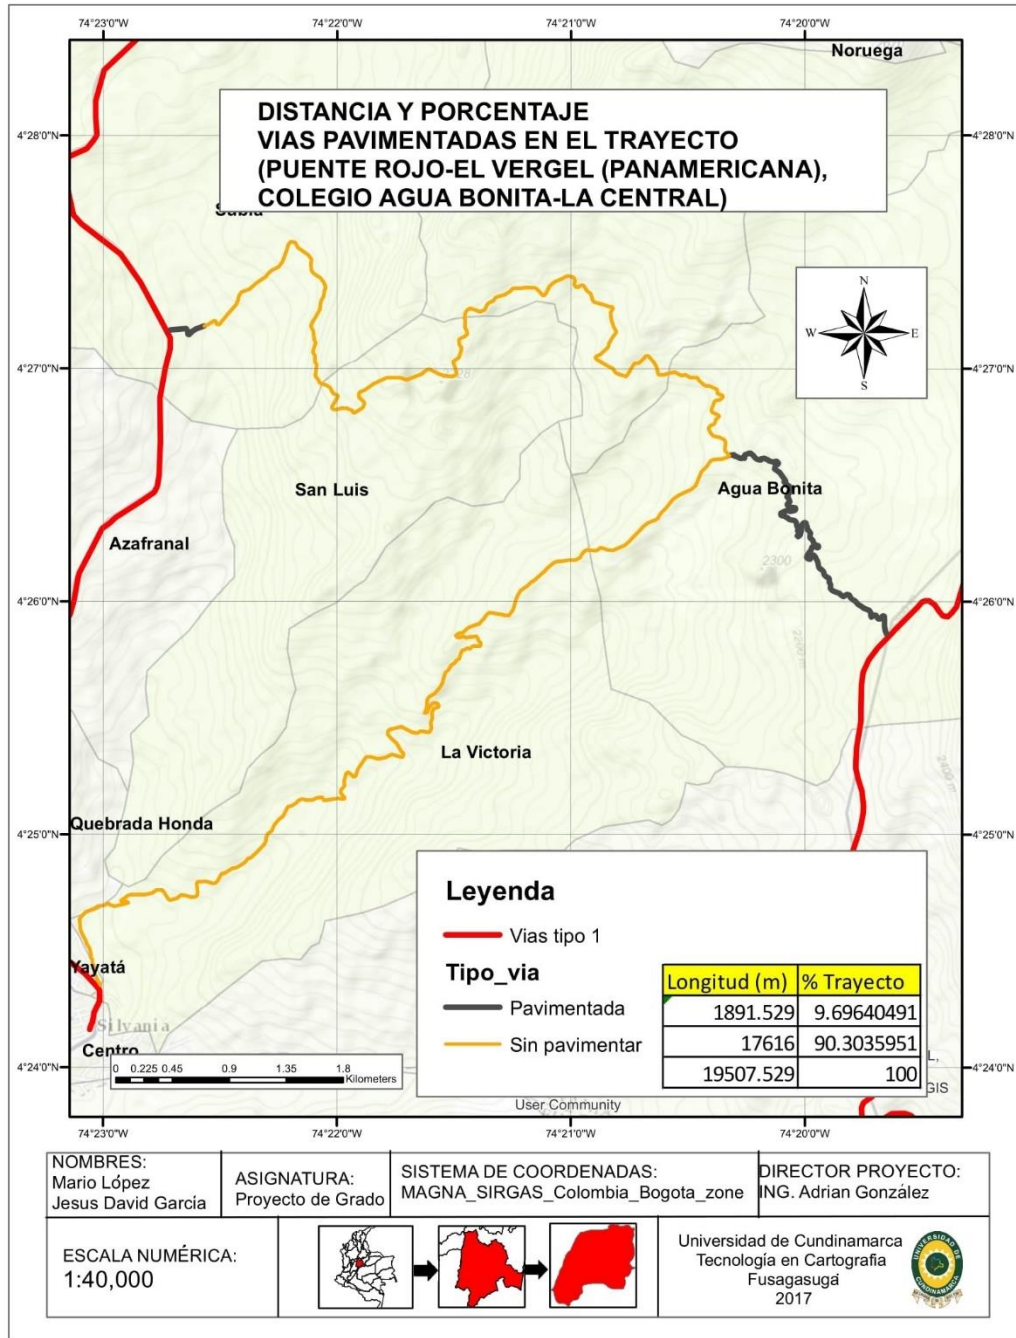 74°23'0"W 74°22'0"W 74°21'0"W 74°20'0"W
Noruega
4°28'0"N 4°28'0"N
DISTANCIA Y PORCENTAJE
VIAS PAVIMENTADAS EN EL TRAYECTO
(PUENTE ROJO-EL VERGEL (PANAMERICANA),
COLEGIO AGUA BONITA-LA CENTRAL)
Subia
N
W E
S
4°27'0"N 4°27'0"N
San Luis
Agua Bonita
Azafranal
2300
4°26'0"N 4°26'0"N
2200 m
La Victoria
2400 m
Quebrada Honda
4°25'0"N 4°25'0"N
Leyenda
Vias tipo 1
Tipo_via
Pavimentada
Sin pavimentar
Longitud (m) % Trayecto
1891.529 9.69640491
17616 90.3035951
19507.529 100
Yayatá
Silvania
Centro
0 0.225 0.45 0.9 1.35 1.8
Kilometers
4°24'0"N 4°24'0"N
L,
GIS
User Community
74°23'0"W 74°22'0"W 74°21'0"W 74°20'0"W
NOMBRES:
Mario López
Jesus David García
ASIGNATURA:
Proyecto de Grado
SISTEMA DE COORDENADAS:
MAGNA_SIRGAS_Colombia_Bogota_zone
DIRECTOR PROYECTO:
ING. Adrian González
ESCALA NUMÉRICA:
1:40,000
Universidad de Cundinamarca
Tecnología en Cartografia
Fusagasugá
2017
UNIVERSIDAD DE
CUNDINAMARCA